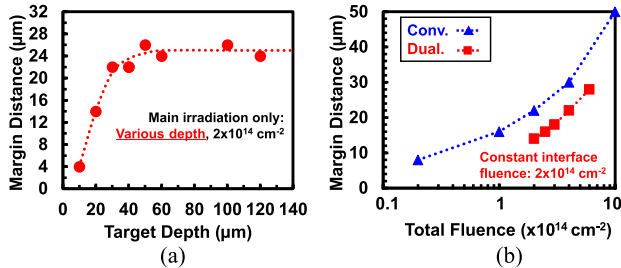 32
28
24
20
16
12
8
4
0
Margin Distance (μm)
Main irradiation only:
Various depth, 2x10¹⁴ cm⁻²
0 20 40 60 80 100 120 140
Target Depth (μm)
(a)
50
40
30
20
10
0
Margin Distance (μm)
Conv.
Dual.
Constant interface
fluence: 2x10¹⁴ cm⁻²
0.1 1 10
Total Fluence (x10¹⁴ cm⁻²)
(b)